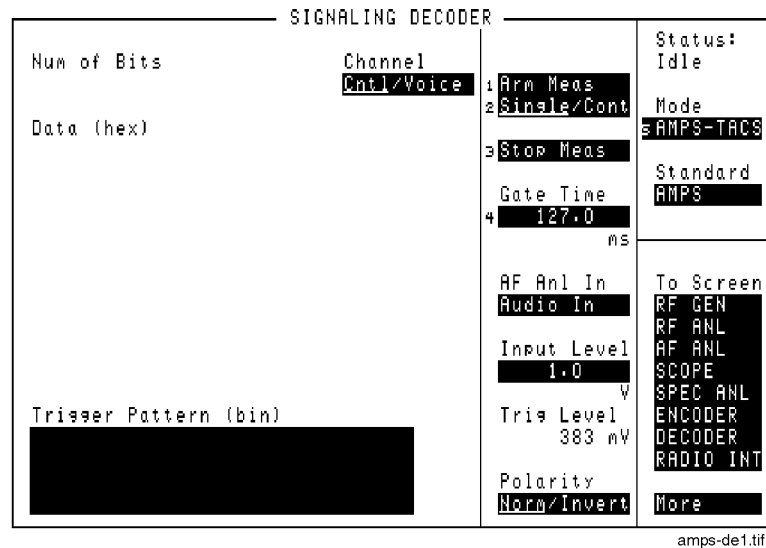 SIGNALING DECODER
Num of Bits
Channel
Cntl/Voice
Data (hex)
Trigger Pattern (bin)
1 Arm Meas
2 Single/Cont
3 Stop Meas
Gate Time
4 127.0
ms
AF Anl In
Audio In
Input Level
1.0
V
Trig Level
383 mV
Polarity
Norm/Invert
Status:
Idle
Mode
5 AMPS-TACS
Standard
AMPS
To Screen
RF GEN
RF ANL
AF ANL
SCOPE
SPEC ANL
ENCODER
DECODER
RADIO INT
More
amps-de1.tif